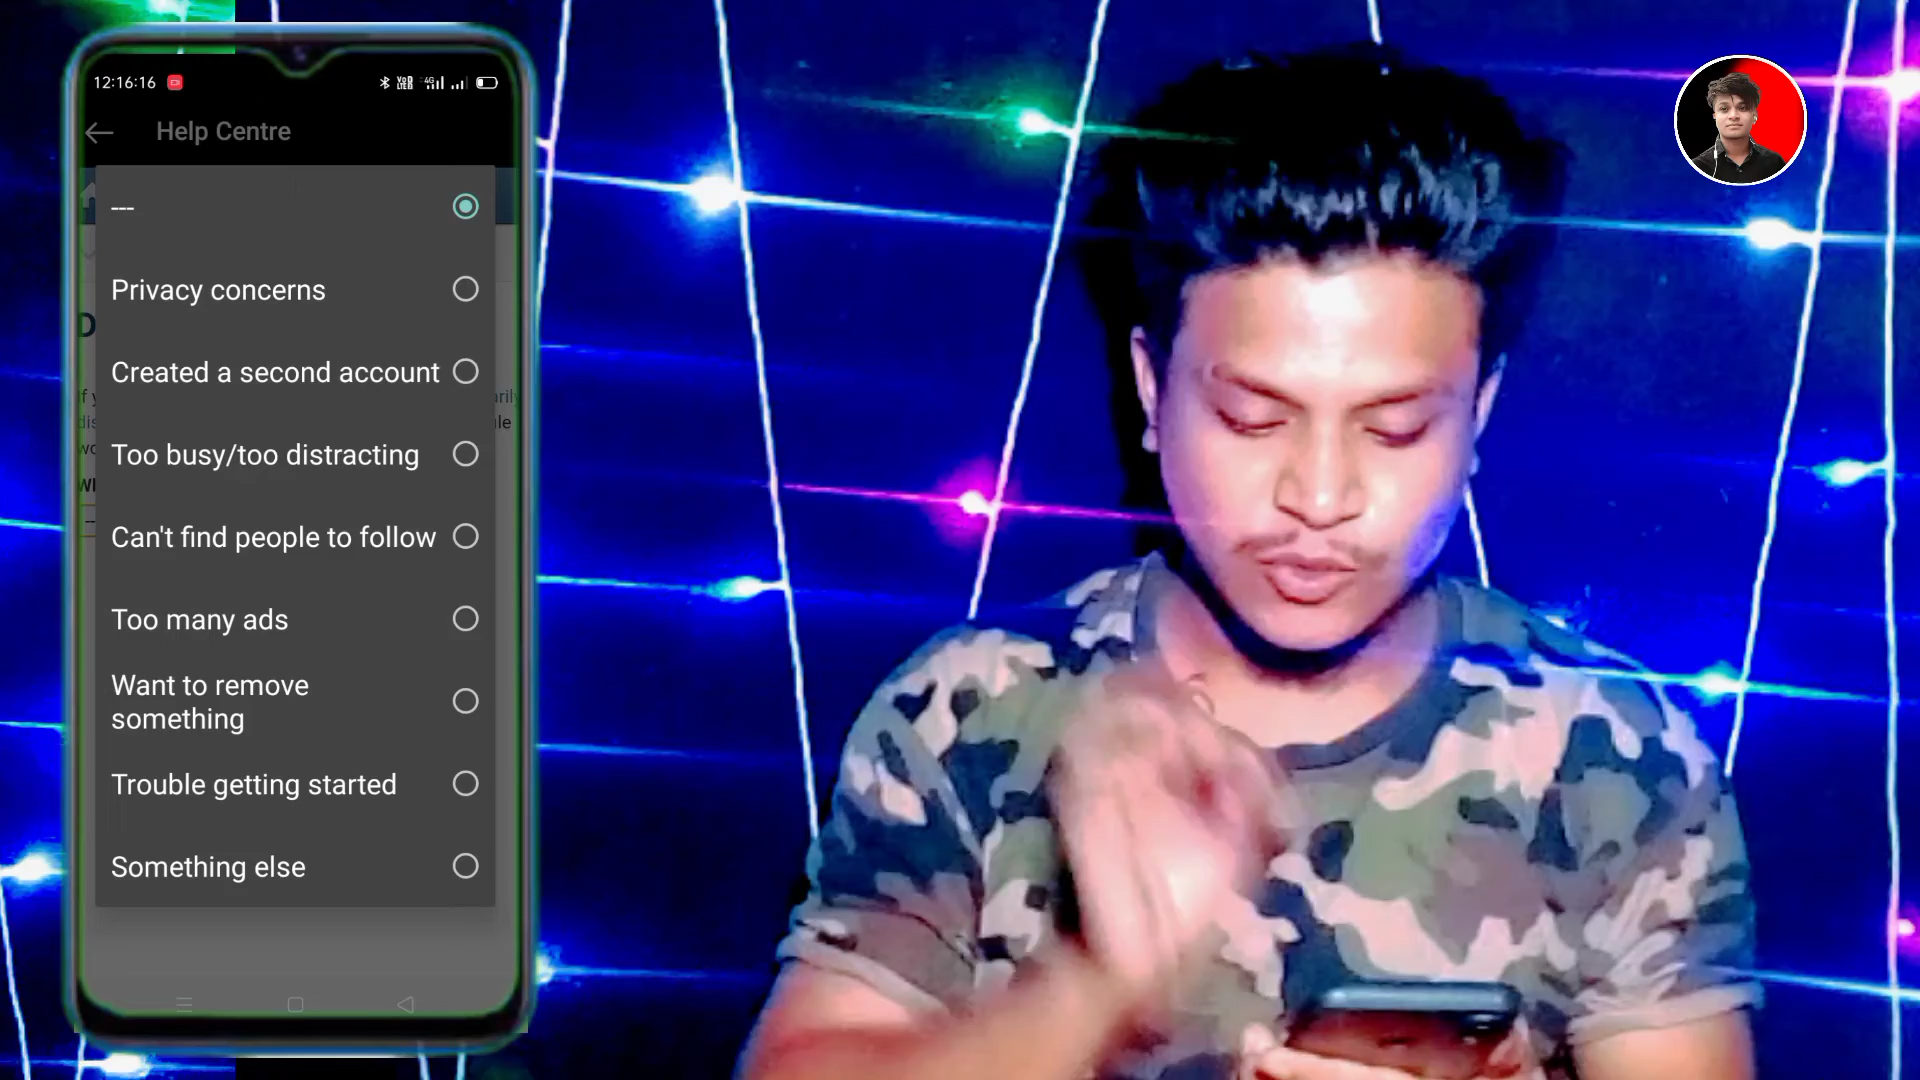 12:16:16
Help Centre
---
Privacy concerns
Created a second account
Too busy/too distracting
Can't find people to follow
Too many ads
Want to remove
something
Trouble getting started
Something else